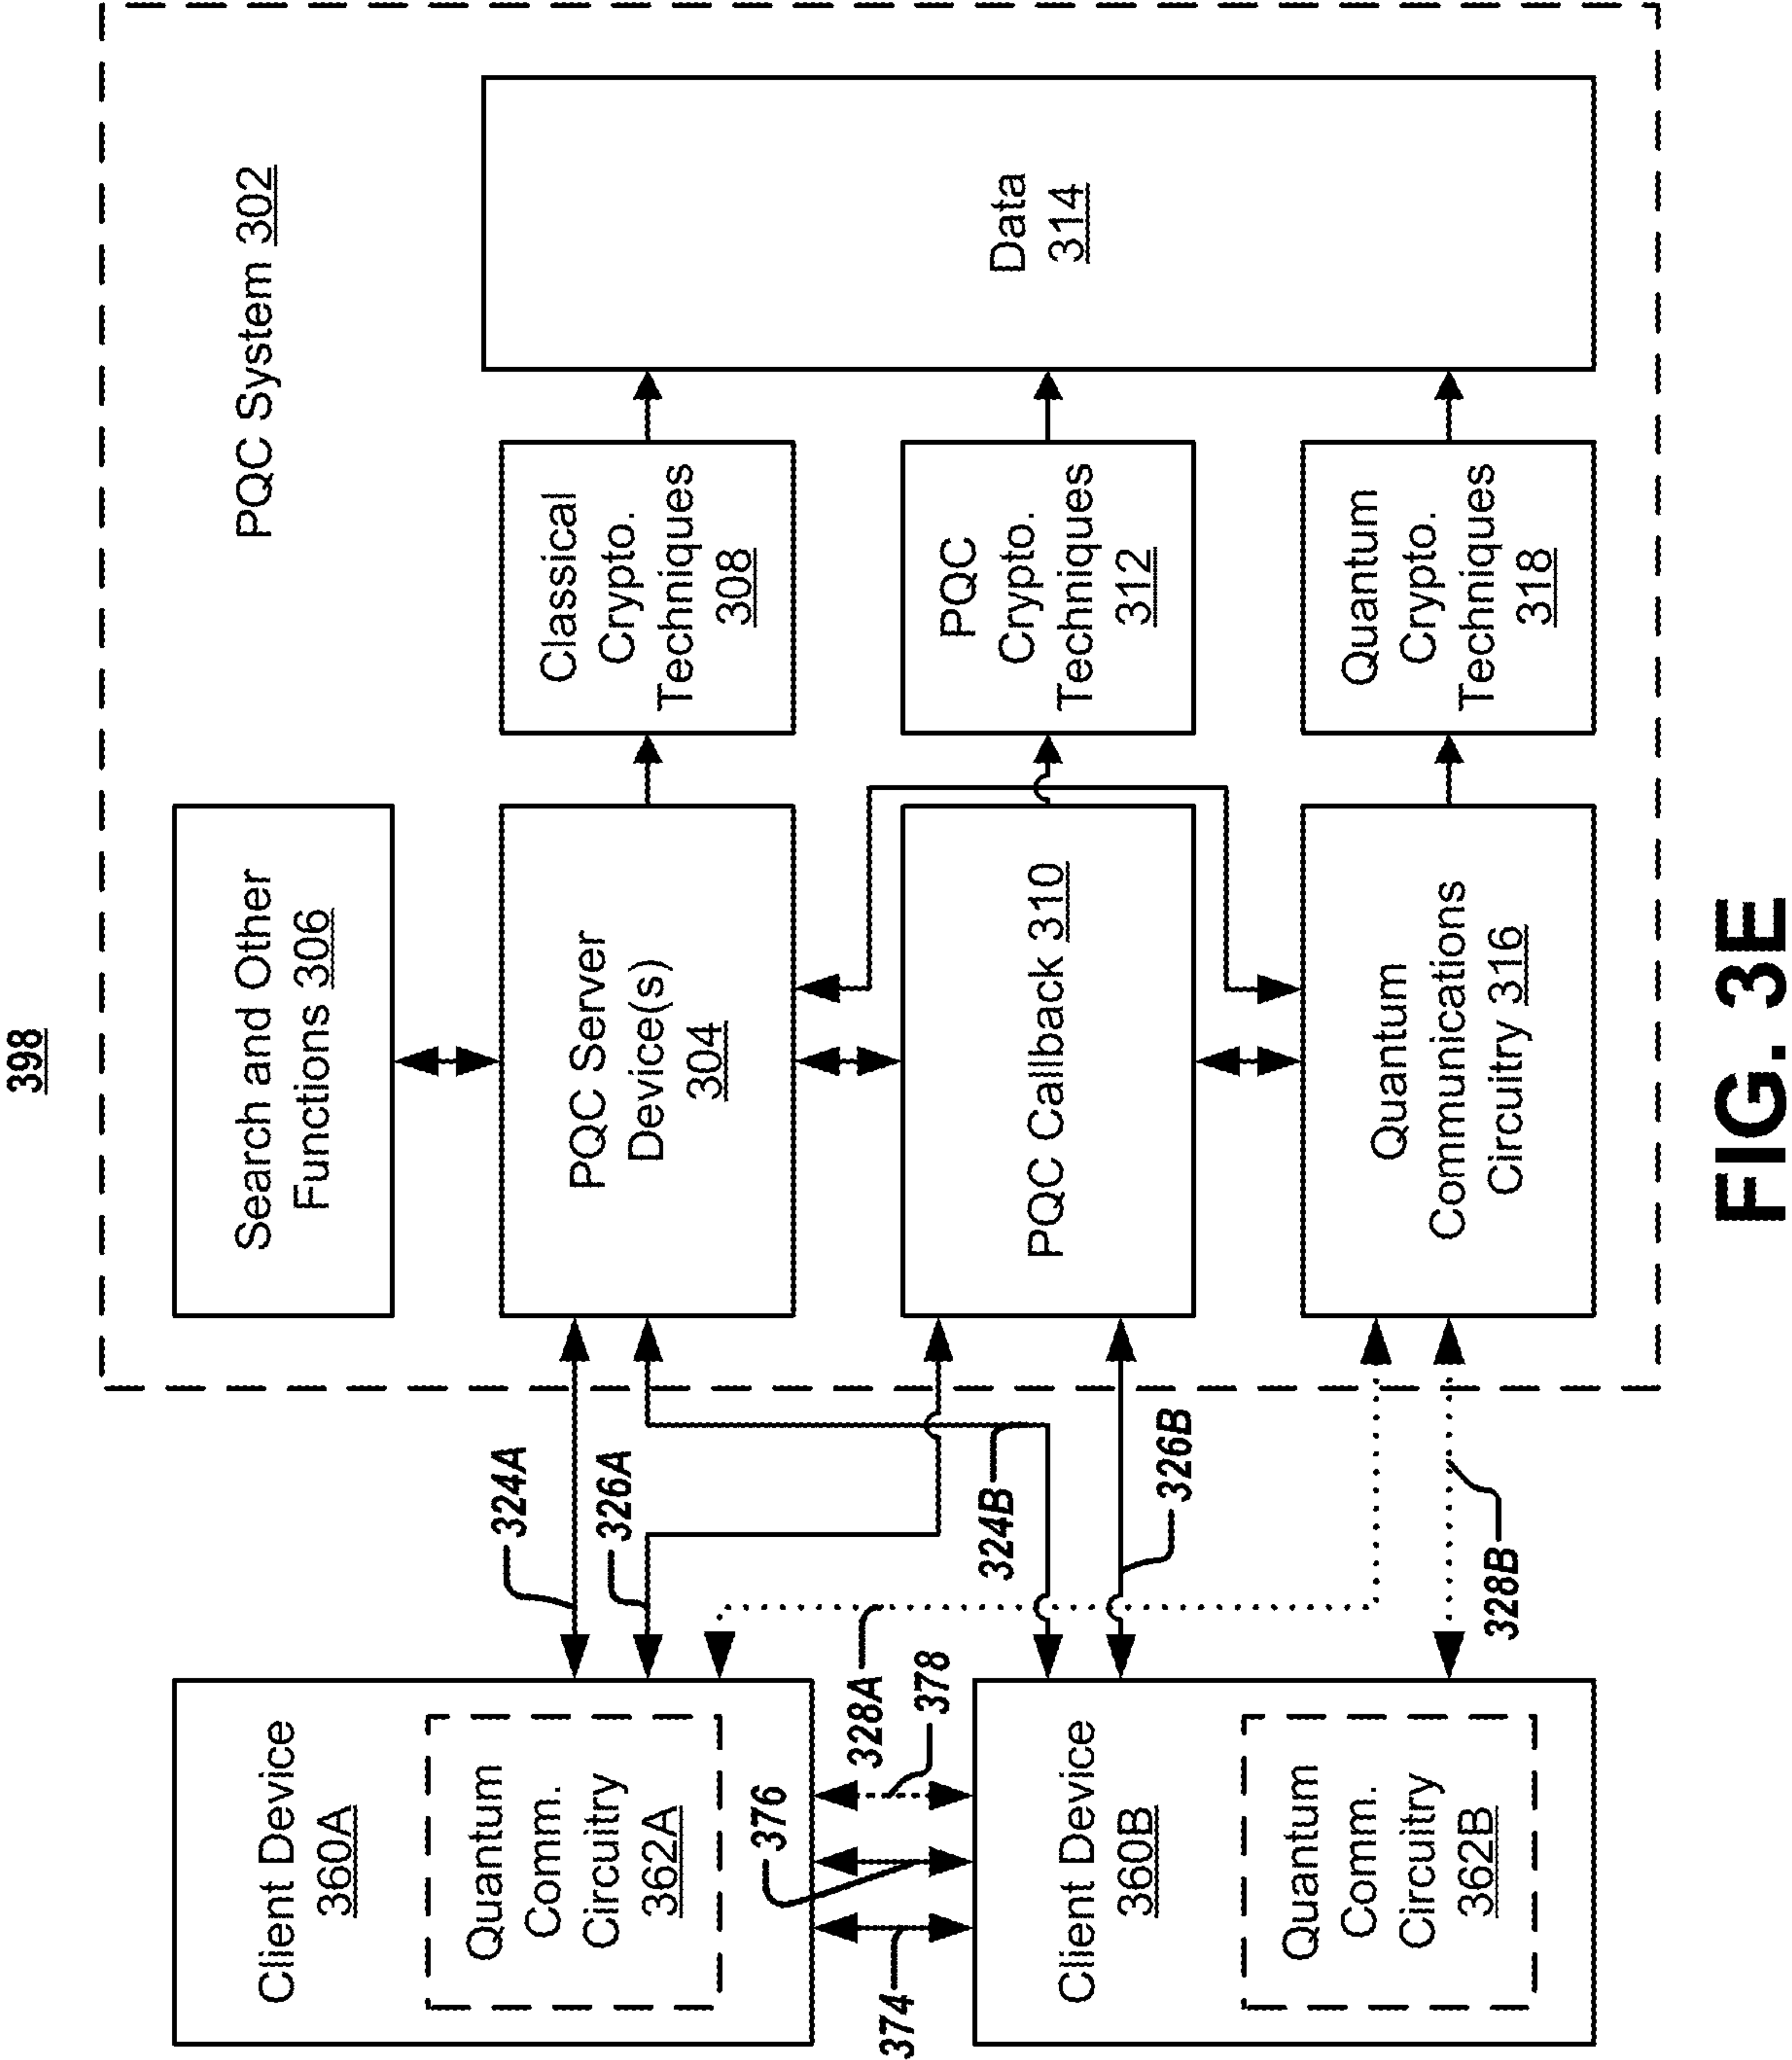 398
PQC System 302
Search and Other
Functions 306
PQC Server
Device(s)
304
Classical
Crypto.
Techniques
308
PQC Callback 310
PQC
Crypto.
Techniques
312
Quantum
Communications
Circuitry 316
Quantum
Crypto.
Techniques
318
Data
314
324A
326A
324B
326B
328A
328B
Client Device
360A
Quantum
Comm.
Circuitry
362A
374
376
378
Client Device
360B
Quantum
Comm.
Circuitry
362B
FIG. 3E